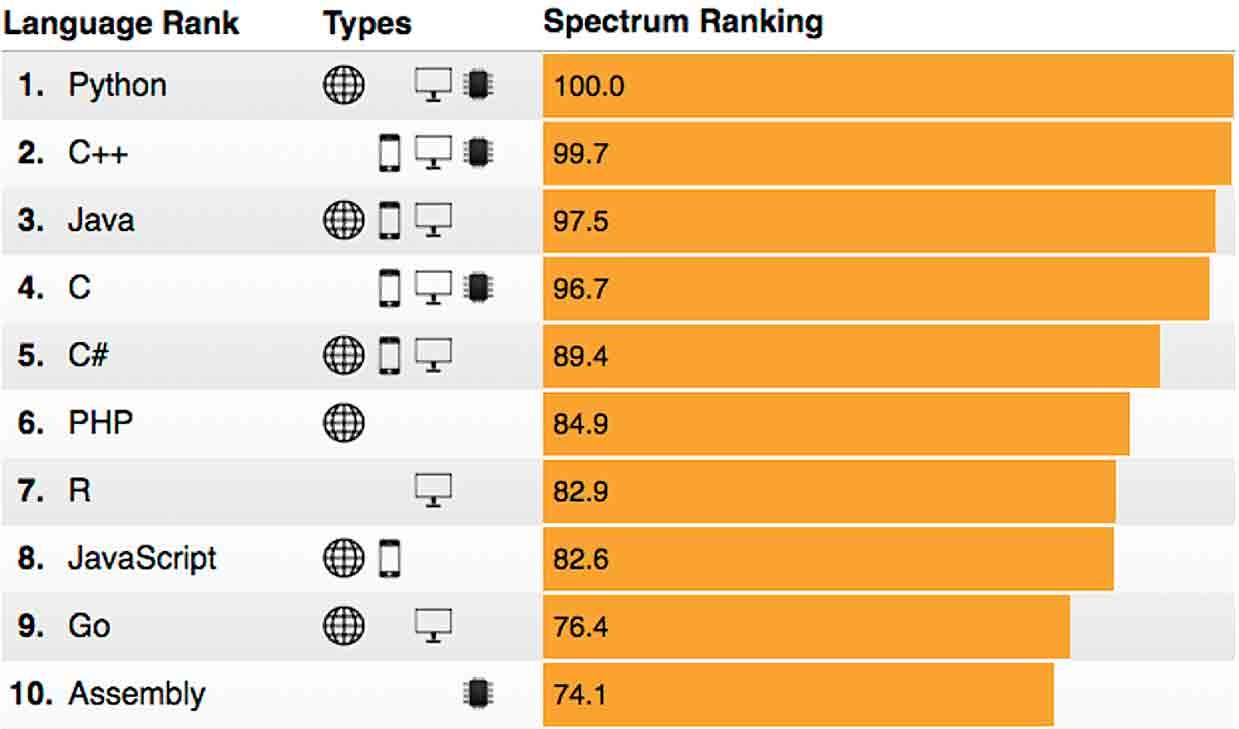 Language Rank Types Spectrum Ranking
1. Python 100.0
2. C++ 99.7
3. Java 97.5
4. C 96.7
5. C# 89.4
6. PHP 84.9
7. R 82.9
8. JavaScript 82.6
9. Go 76.4
10. Assembly 74.1